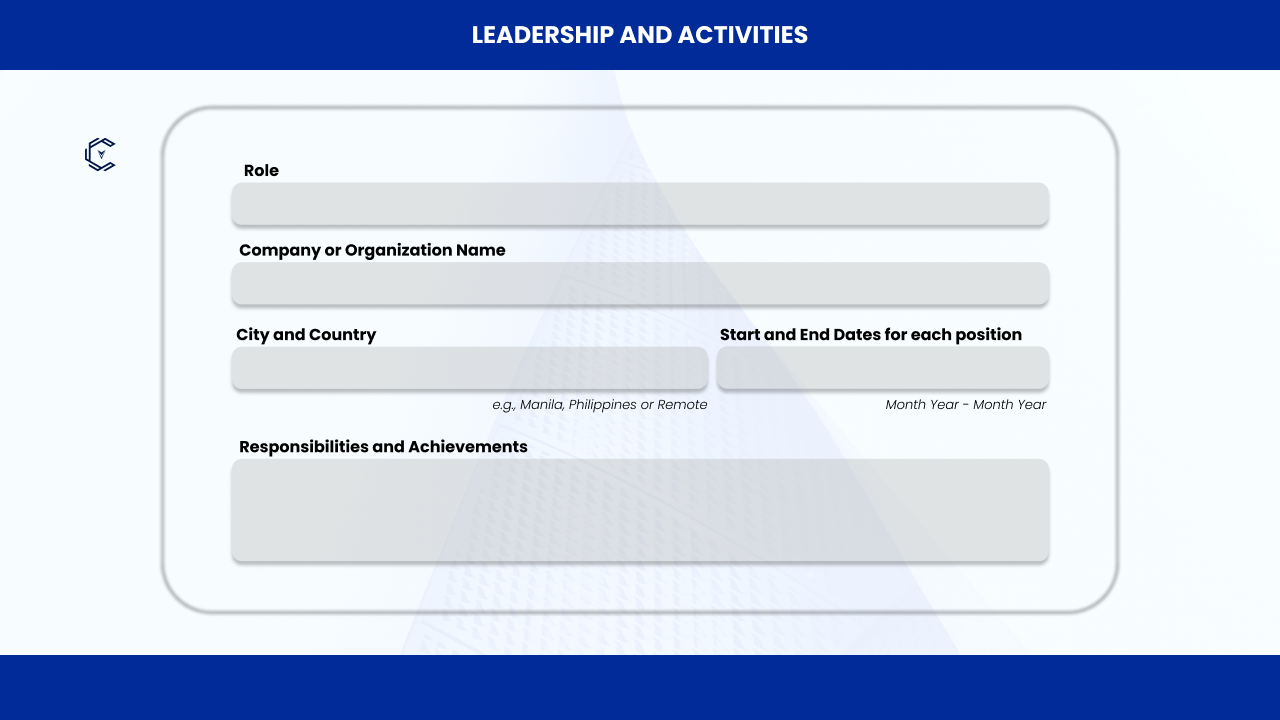 LEADERSHIP AND ACTIVITIES
Role
Company or Organization Name
City and Country
Start and End Dates for each position
e.g., Manila, Philippines or Remote
Month Year - Month Year
Responsibilities and Achievements